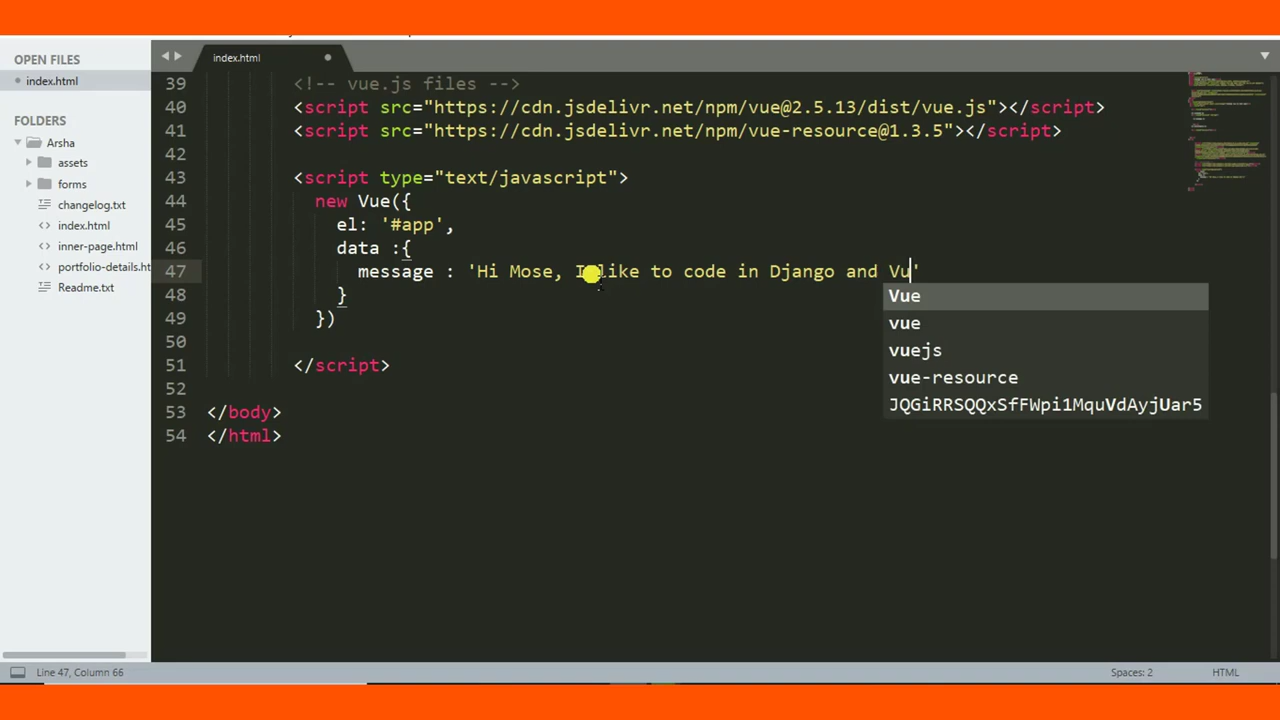 OPEN FILES
index.html
FOLDERS
Arsha
assets
forms
changelog.txt
index.html
inner-page.html
portfolio-details.ht
Readme.txt
index.html
39 <!-- vue.js files -->
40 <script src="https://cdn.jsdelivr.net/npm/vue@2.5.13/dist/vue.js"></script>
41 <script src="https://cdn.jsdelivr.net/npm/vue-resource@1.3.5"></script>
42
43 <script type="text/javascript">
44 new Vue({
45 el: '#app',
46 data :{
47 message : 'Hi Mose, I like to code in Django and Vu'
48 }
49 })
50
51 </script>
52
53 </body>
54 </html>
Vue
vue
vuejs
vue-resource
JQGiRRSQQxSfFWpi1MquVdAyjUar5
Line 47, Column 66
Spaces: 2
HTML